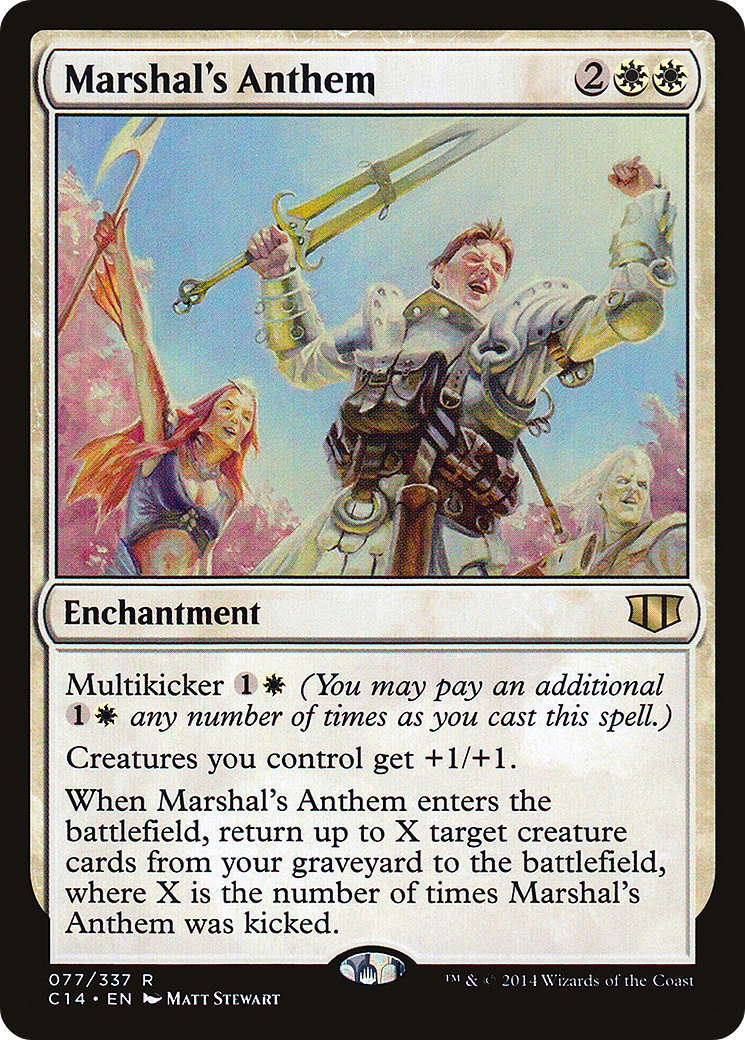 Marshal's Anthem 2
Enchantment
Multikicker 1 (You may pay an additional
1 any number of times as you cast this spell.)
Creatures you control get +1/+1.
When Marshal's Anthem enters the
battlefield, return up to X target creature
cards from your graveyard to the battlefield,
where X is the number of times Marshal's
Anthem was kicked.
077/337 R
C14 • EN Matt Stewart
™ & © 2014 Wizards of the Coast